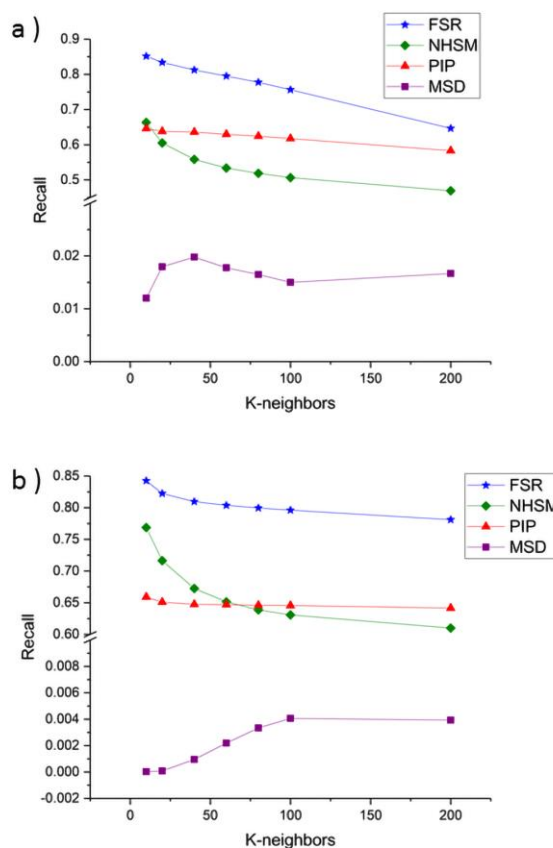 a )
FSR
NHSM
PIP
MSD
0.9
0.8
0.7
0.6
0.5
0.02
0.01
0.00
Recall
0 50 100 150 200
K-neighbors
b )
FSR
NHSM
PIP
MSD
0.85
0.80
0.75
0.70
0.65
0.60
0.008
0.006
0.004
0.002
0.000
-0.002
Recall
0 50 100 150 200
K-neighbors